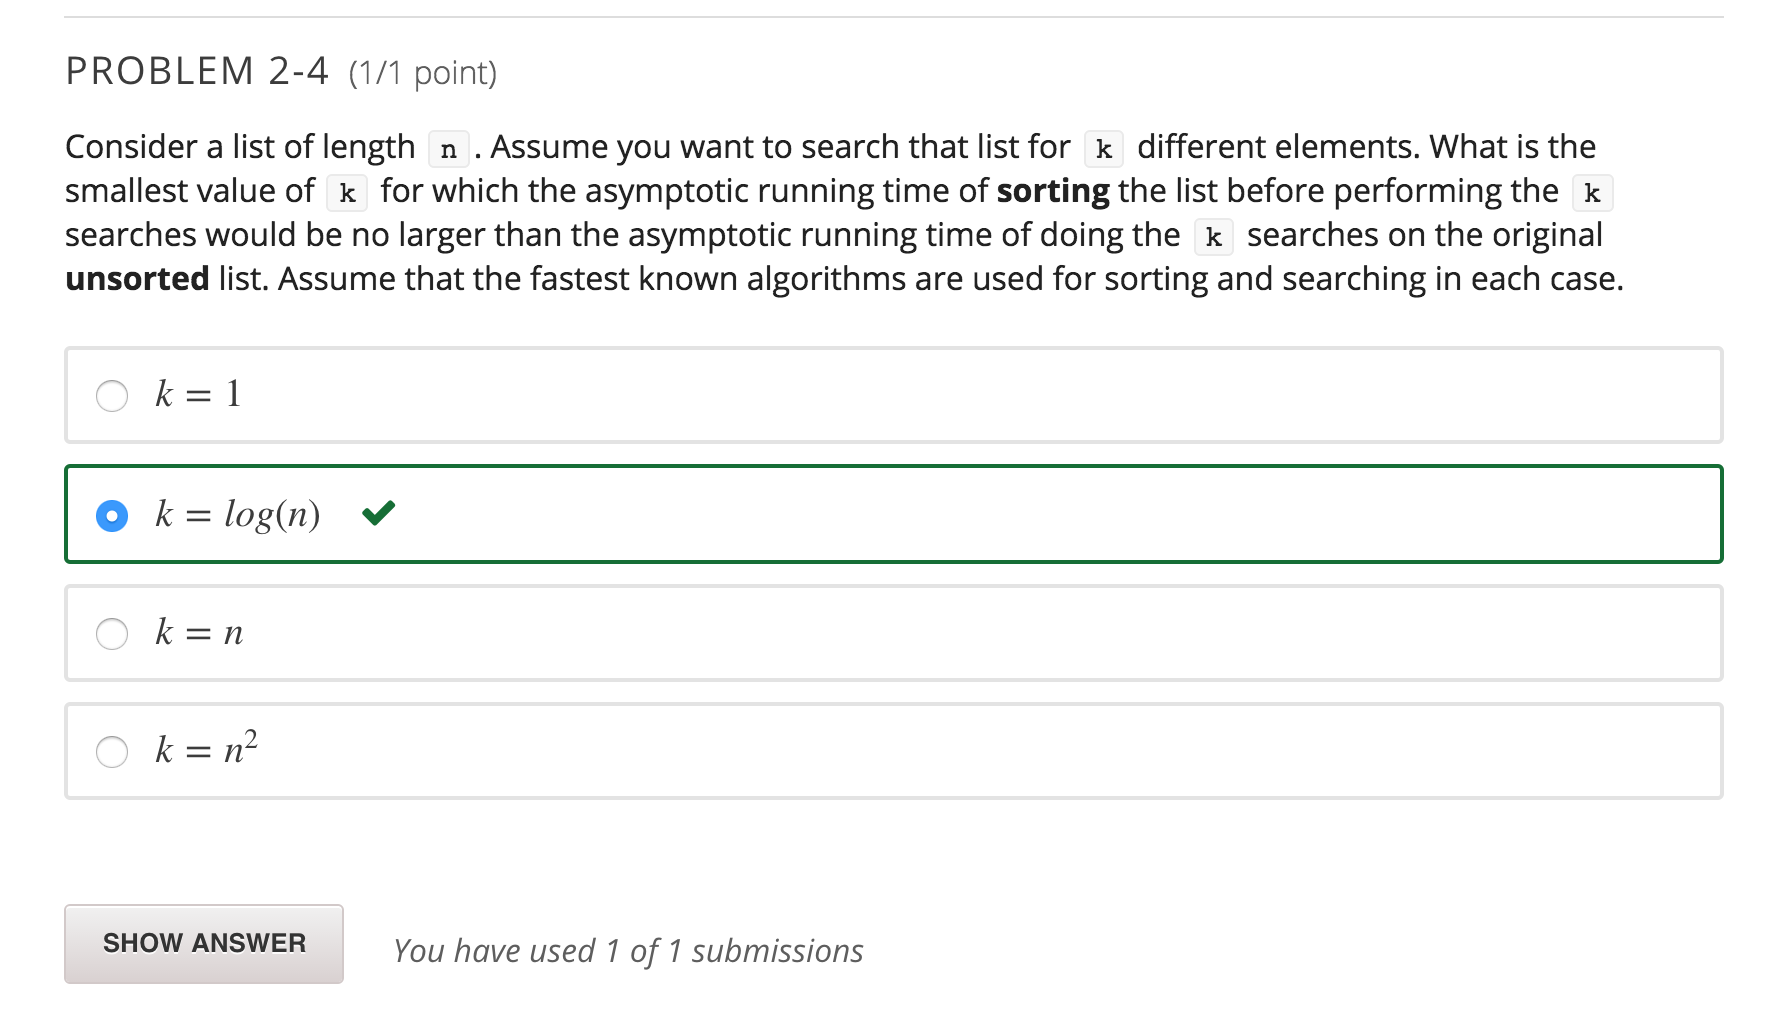 PROBLEM 2-4 (1/1 point)
Consider a list of length n . Assume you want to search that list for k different elements. What is the
smallest value of k for which the asymptotic running time of sorting the list before performing the k
searches would be no larger than the asymptotic running time of doing the k searches on the original
unsorted list. Assume that the fastest known algorithms are used for sorting and searching in each case.
k = 1
k = log(n)
k = n
k = n²
SHOW ANSWER
You have used 1 of 1 submissions